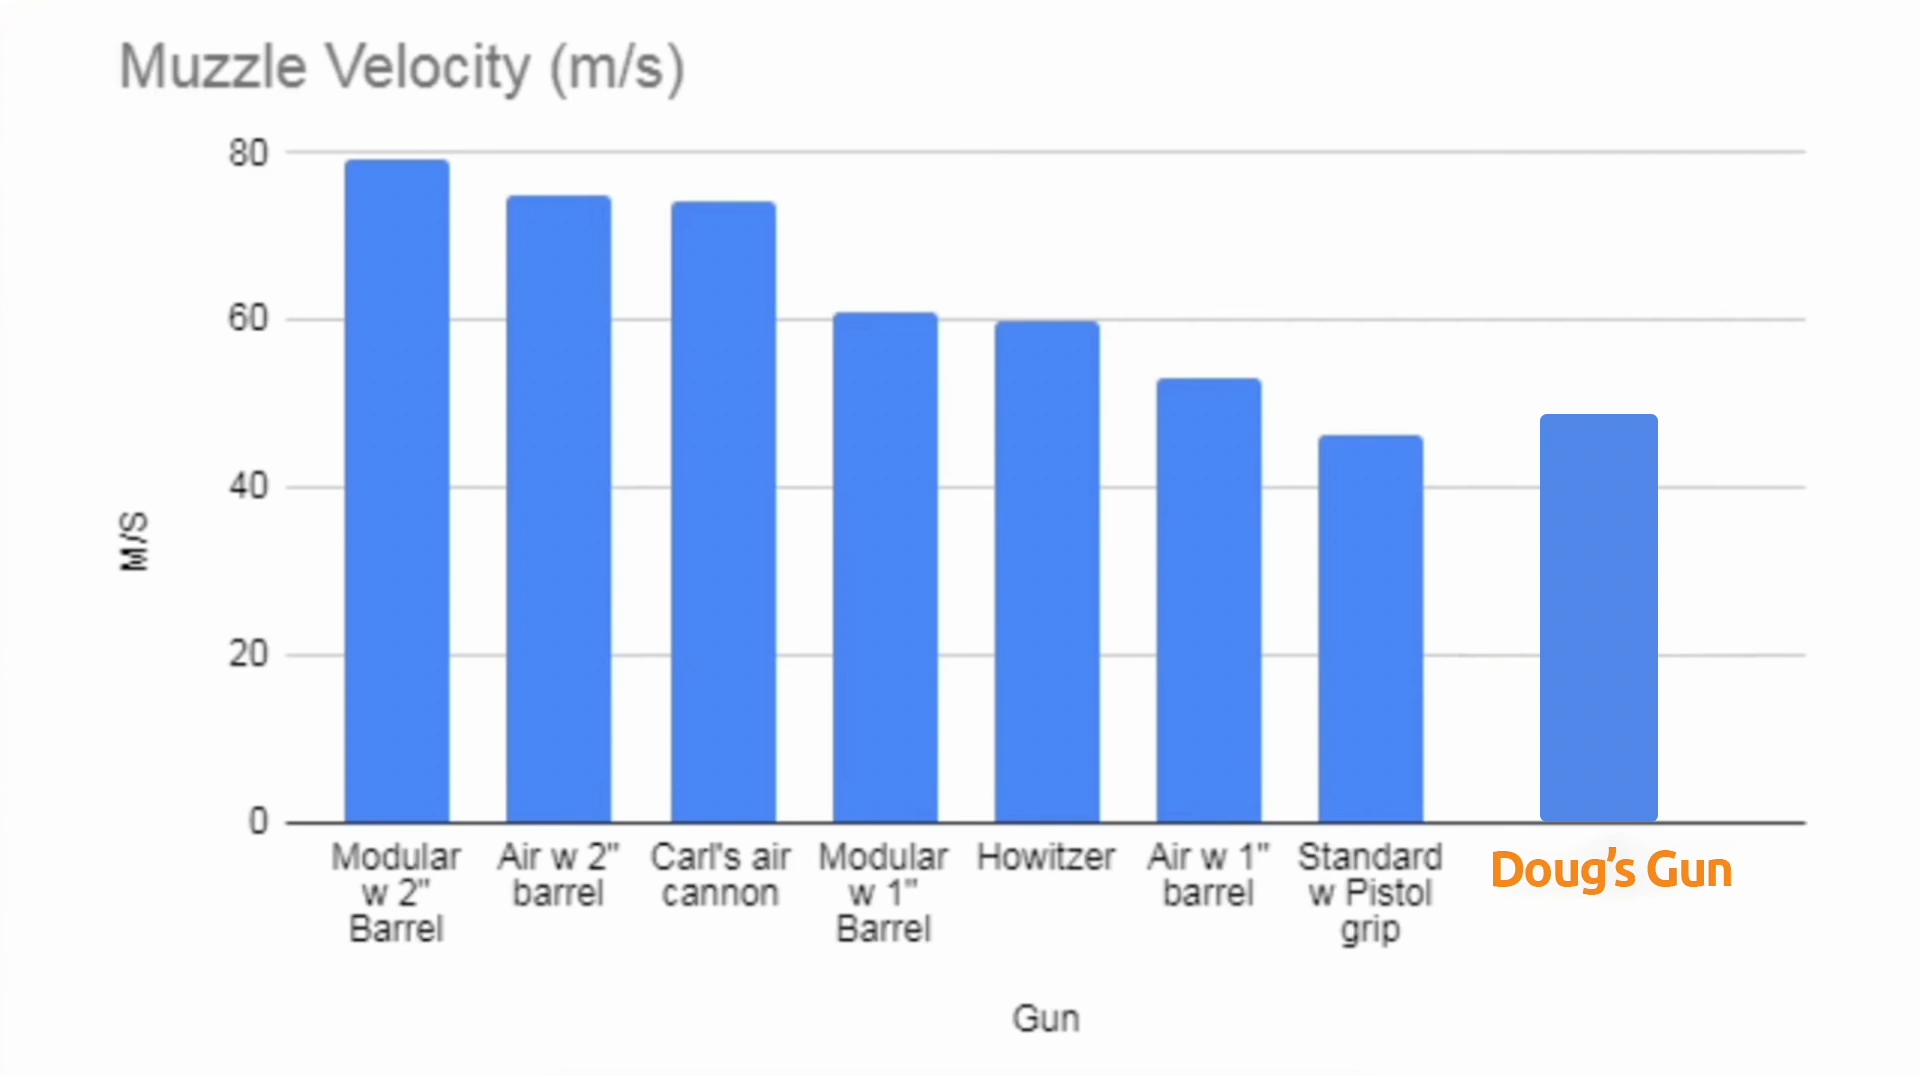 Muzzle Velocity (m/s)
80
60
40
20
0
M/S
Modular
w 2"
Barrel
Air w 2"
barrel
Carl's air
cannon
Modular
w 1"
Barrel
Howitzer
Air w 1"
barrel
Standard
w Pistol
grip
Doug's Gun
Gun